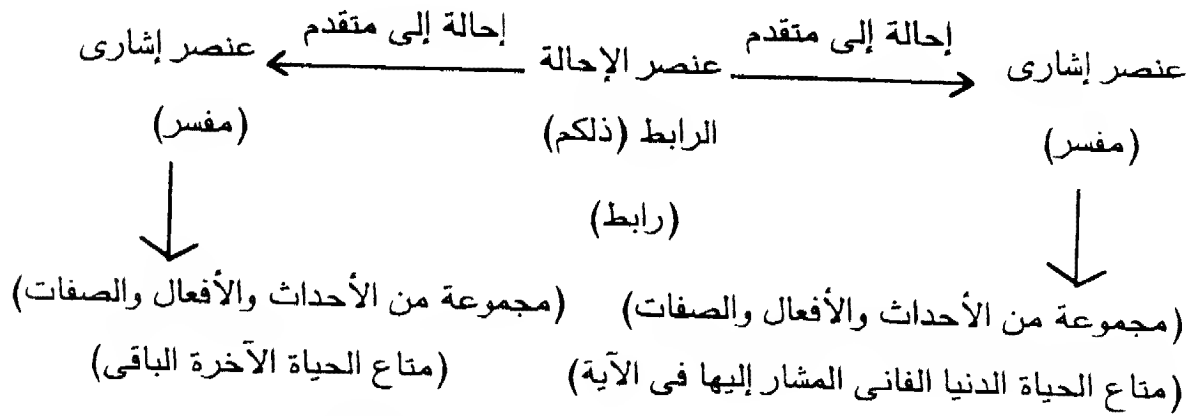 عنصر إشارى إحالة إلى متقدم عنصر الإحالة إحالة إلى متقدم عنصر إشارى
(مفسر) الرابط (ذلكم) (مفسر)
(رابط)
(مجموعة من الأحداث والأفعال والصفات) (مجموعة من الأحداث والأفعال والصفات)
(متاع الحياة الدنيا الفانى المشار إليها فى الآية) (متاع الحياة الآخرة الباقى)